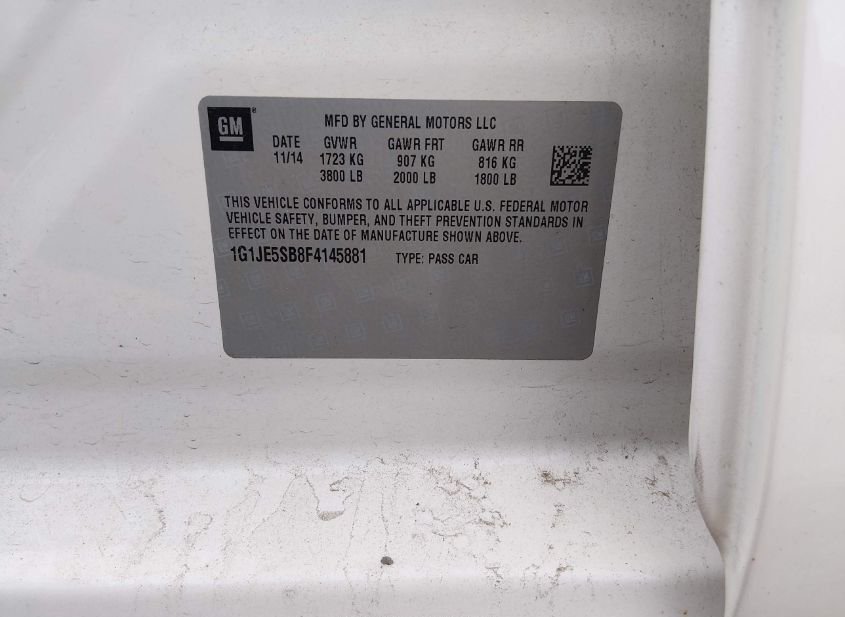 GM®
MFD BY GENERAL MOTORS LLC
DATE GVWR GAWR FRT GAWR RR
11/14 1723 KG 907 KG 816 KG
3800 LB 2000 LB 1800 LB
THIS VEHICLE CONFORMS TO ALL APPLICABLE U.S. FEDERAL MOTOR
VEHICLE SAFETY, BUMPER, AND THEFT PREVENTION STANDARDS IN
EFFECT ON THE DATE OF MANUFACTURE SHOWN ABOVE.
1G1JE5SB8F4145881 TYPE: PASS CAR